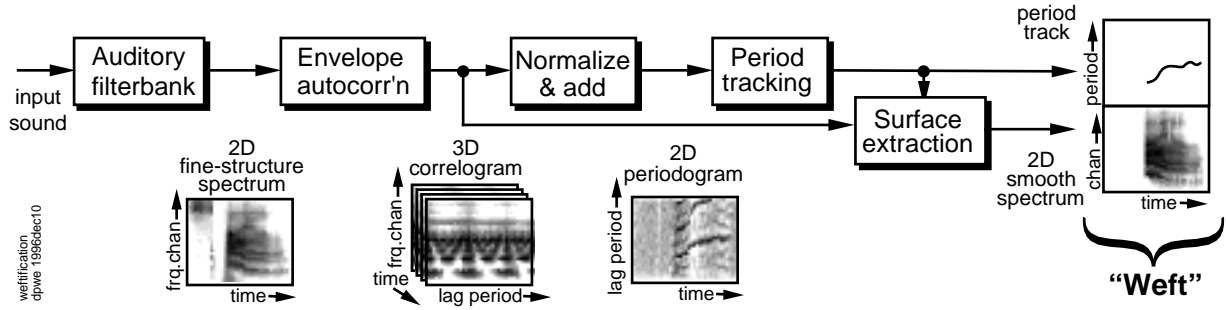 input
sound
Auditory
filterbank
Envelope
autocorr'n
Normalize
& add
Period
tracking
Surface
extraction
period
track
period
chan
time
2D
smooth
spectrum
“Weft”
2D
fine-structure
spectrum
frq.chan
time
3D
correlogram
frq.chan
time
lag period
2D
periodogram
lag period
time
weftification
dpwe 1996dec10